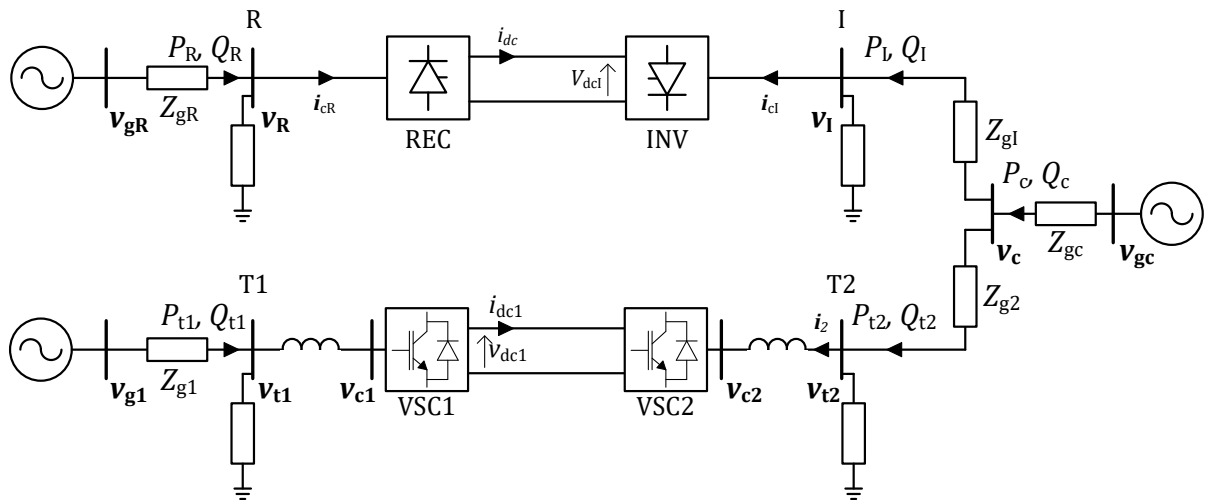 R
I
P_R, Q_R
i_dc
P_I, Q_I
V_dcI
Z_gR
i_cR
i_cI
v_gR
v_R
REC
INV
v_I
Z_gI
P_c, Q_c
Z_gc
v_c
v_gc
T1
T2
Z_g2
P_t1, Q_t1
i_dc1
i_2
P_t2, Q_t2
v_dc1
Z_g1
v_g1
v_t1
v_c1
VSC1
VSC2
v_c2
v_t2